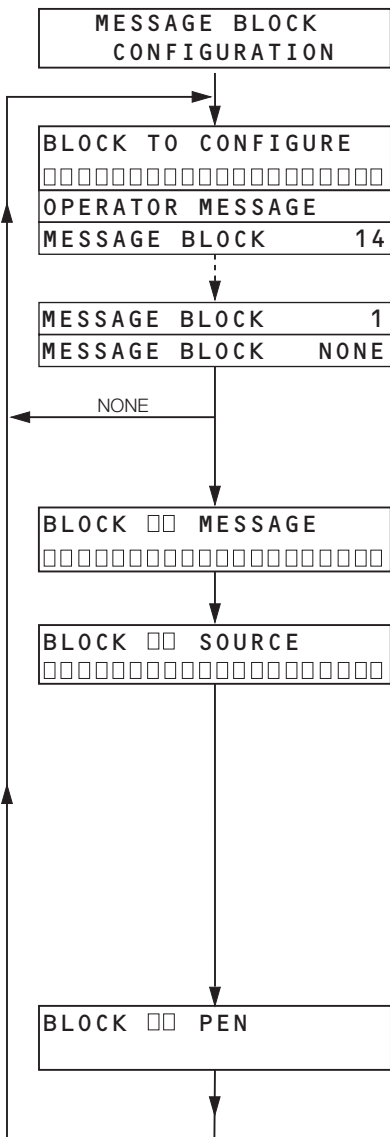 MESSAGE BLOCK
CONFIGURATION
BLOCK TO CONFIGURE
□□□□□□□□□□□□□□□□□□□□
OPERATOR MESSAGE
MESSAGE BLOCK 14
MESSAGE BLOCK 1
MESSAGE BLOCK NONE
NONE
BLOCK □□ MESSAGE
□□□□□□□□□□□□□□□□□□□□
BLOCK □□ SOURCE
□□□□□□□□□□□□□□□□□□□□
BLOCK □□ PEN